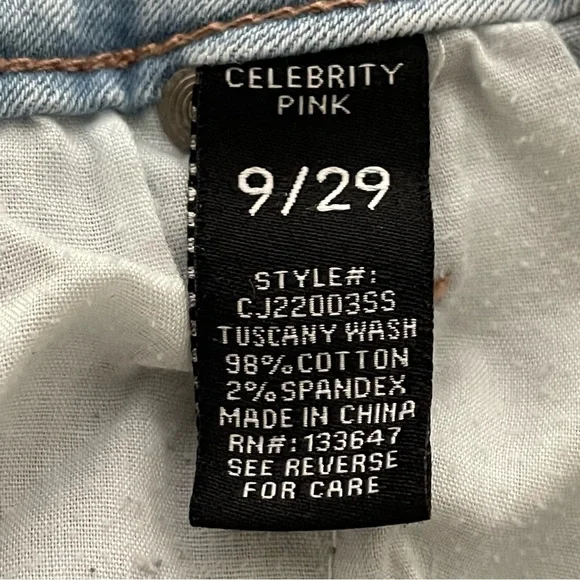 CELEBRITY
PINK
9/29
STYLE#:
CJ22003SS
TUSCANY WASH
98%COTTON
2%SPANDEX
MADE IN CHINA
RN#:133647
SEE REVERSE
FOR CARE